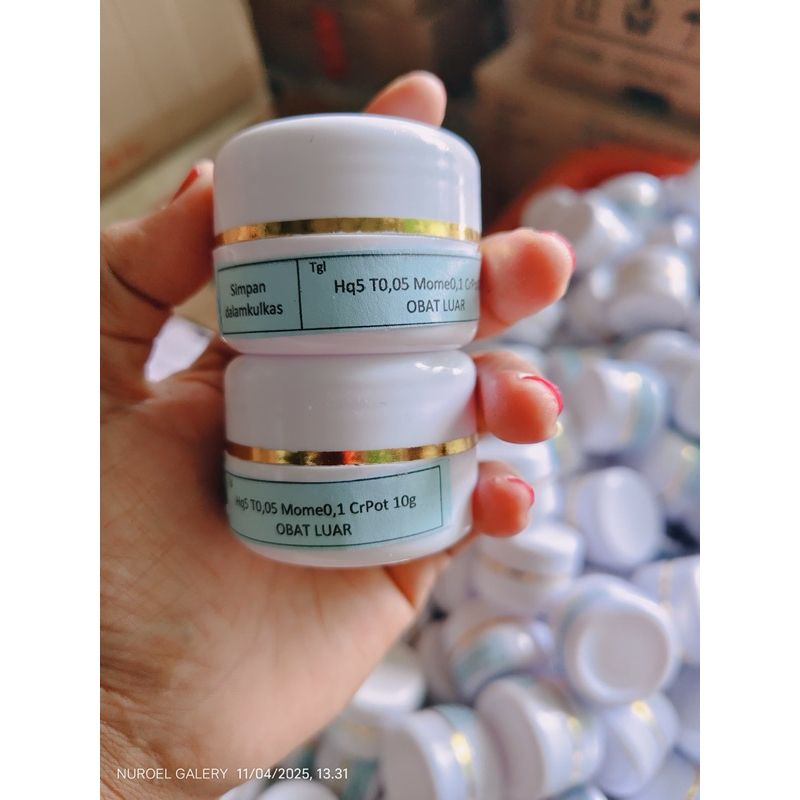 Simpan
dalamkulkas
Tgl
Hq5 T0,05 Mome0,1
OBAT LUAR
Hq5 T0,05 Mome0,1 CrPot 10g
OBAT LUAR
NUROEL GALERY 11/04/2025, 13.31